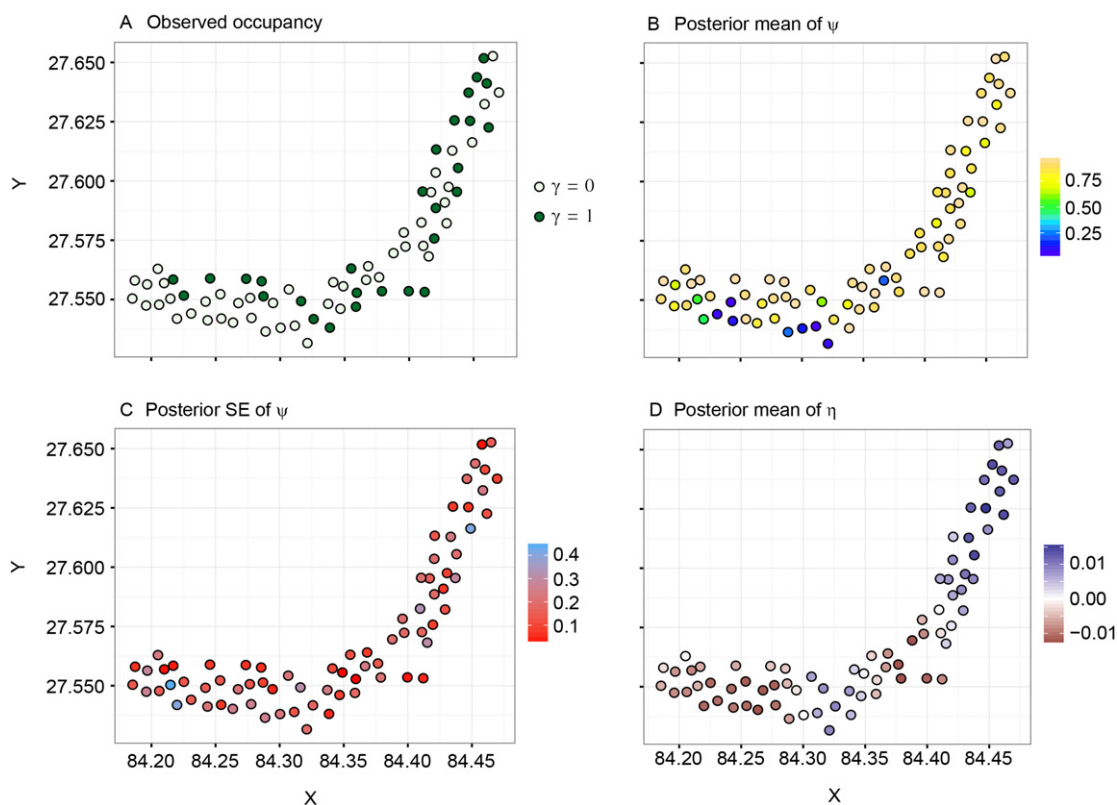 A Observed occupancy
B Posterior mean of ψ
27.650
27.625
27.600
27.575
27.550
Y
γ = 0
γ = 1
0.75
0.50
0.25
C Posterior SE of ψ
D Posterior mean of η
27.650
27.625
27.600
27.575
27.550
Y
0.4
0.3
0.2
0.1
0.01
0.00
−0.01
84.20 84.25 84.30 84.35 84.40 84.45
84.20 84.25 84.30 84.35 84.40 84.45
X
X